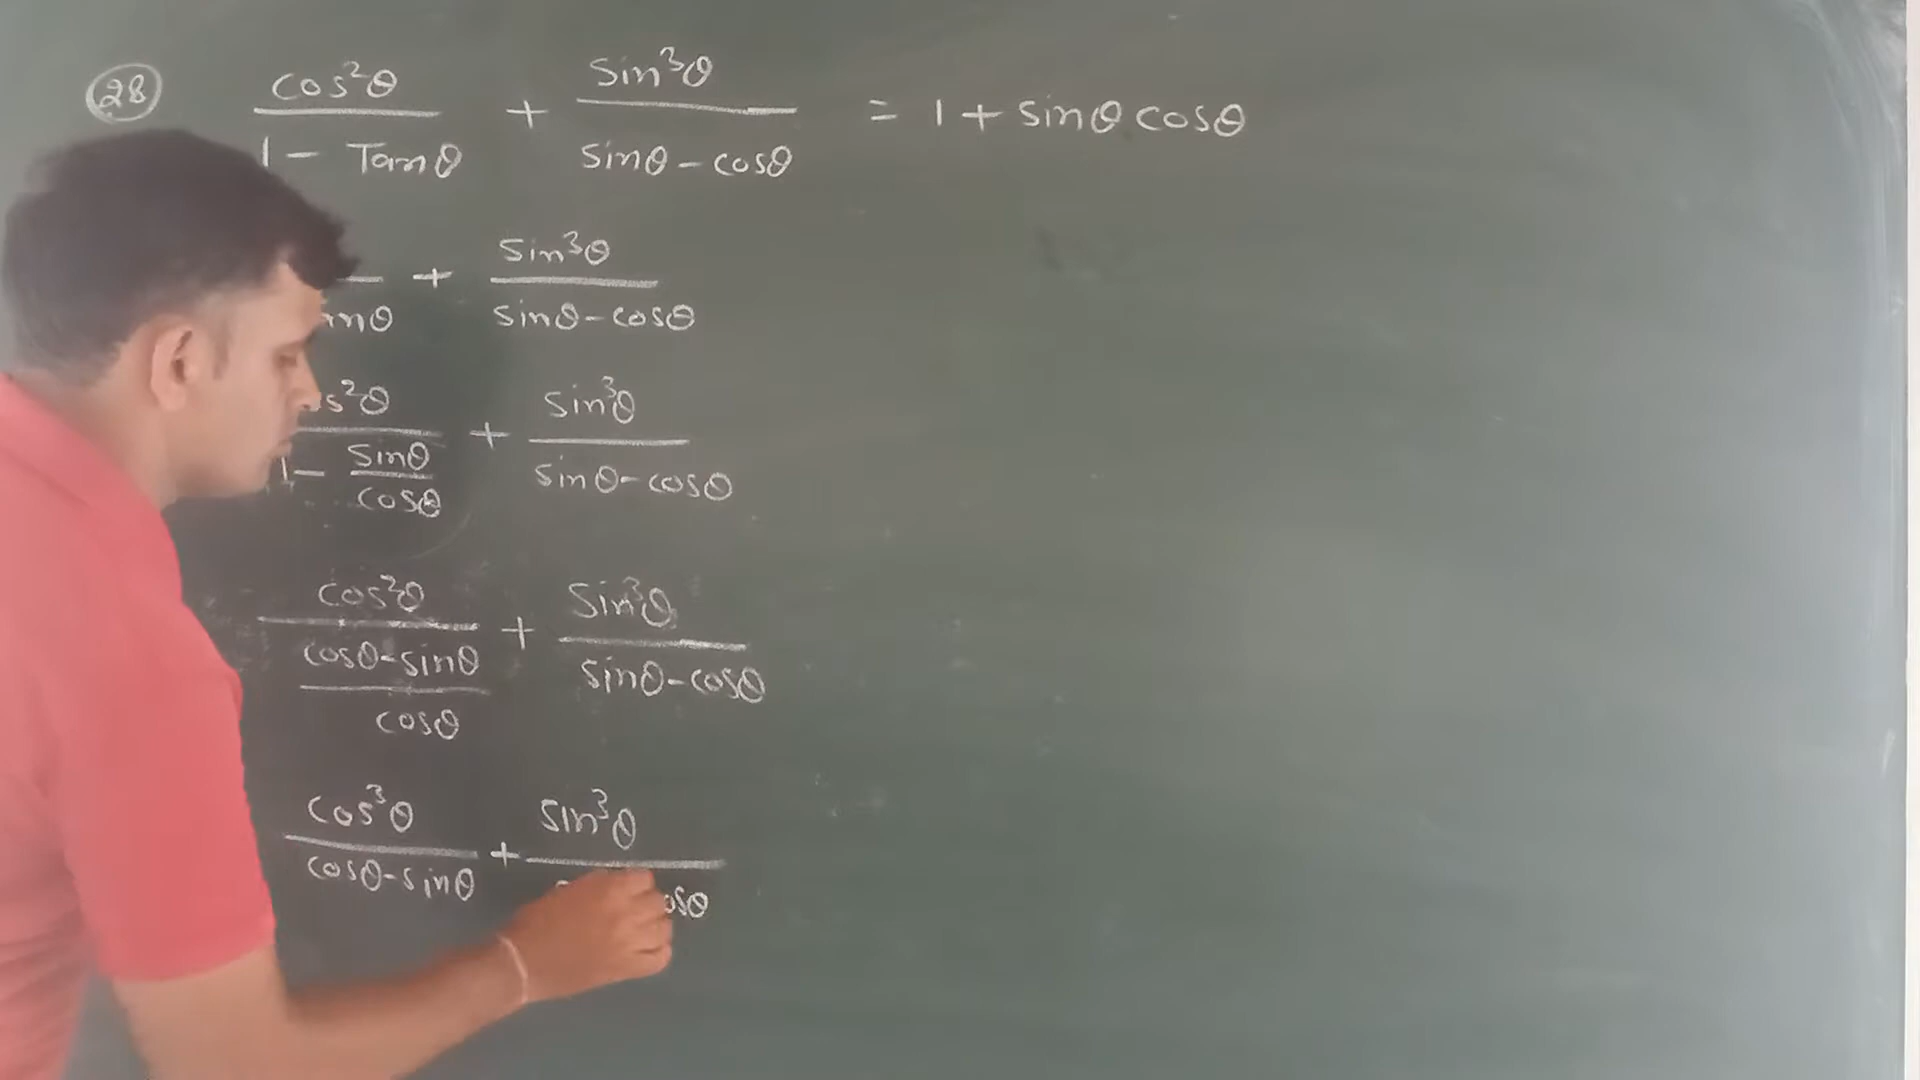 28 cos²θ / 1 - Tanθ + sin³θ / sinθ - cosθ = 1 + sinθ cosθ
+ sin³θ / sinθ - cosθ
1 - sinθ / cosθ + sin³θ / sinθ - cosθ
cos²θ / cosθ - sinθ / cosθ + sin³θ / sinθ - cosθ
cos³θ / cosθ - sinθ + sin³θ